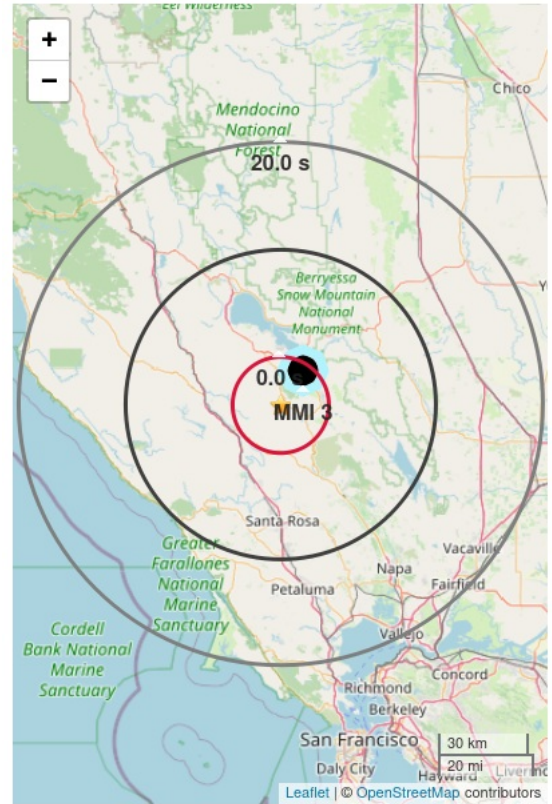 Eel Wilderness
+
−
Chico
Mendocino
National
Forest
20.0 s
Berryessa
Snow Mountain
National
Monument
0.0 s
MMI 3
Santa Rosa
Greater
Farallones
National
Marine
Sanctuary
Vacaville
Napa
Petaluma
Fairfield
Vallejo
Cordell
Bank National
Marine
Sanctuary
Concord
Richmond
Berkeley
San Francisco
30 km
Daly City
Hayward
20 mi
Leaflet | © OpenStreetMap contributors